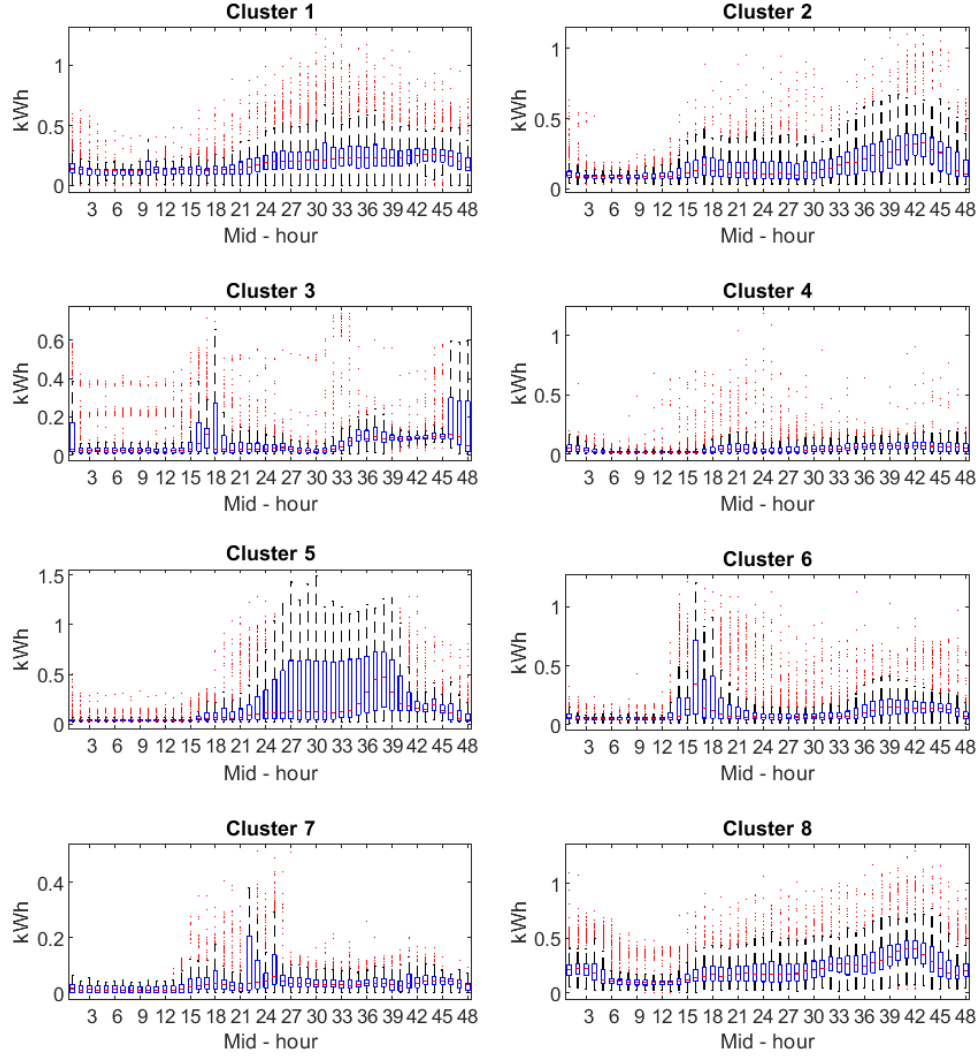 Cluster 1
kWh
1
0.5
0
3 6 9 12 15 18 21 24 27 30 33 36 39 42 45 48
Mid - hour
Cluster 2
kWh
1
0.5
0
3 6 9 12 15 18 21 24 27 30 33 36 39 42 45 48
Mid - hour
Cluster 3
kWh
0.6
0.4
0.2
0
3 6 9 12 15 18 21 24 27 30 33 36 39 42 45 48
Mid - hour
Cluster 4
kWh
1
0.5
0
3 6 9 12 15 18 21 24 27 30 33 36 39 42 45 48
Mid - hour
Cluster 5
kWh
1.5
1
0.5
0
3 6 9 12 15 18 21 24 27 30 33 36 39 42 45 48
Mid - hour
Cluster 6
kWh
1
0.5
0
3 6 9 12 15 18 21 24 27 30 33 36 39 42 45 48
Mid - hour
Cluster 7
kWh
0.4
0.2
0
3 6 9 12 15 18 21 24 27 30 33 36 39 42 45 48
Mid - hour
Cluster 8
kWh
1
0.5
0
3 6 9 12 15 18 21 24 27 30 33 36 39 42 45 48
Mid - hour